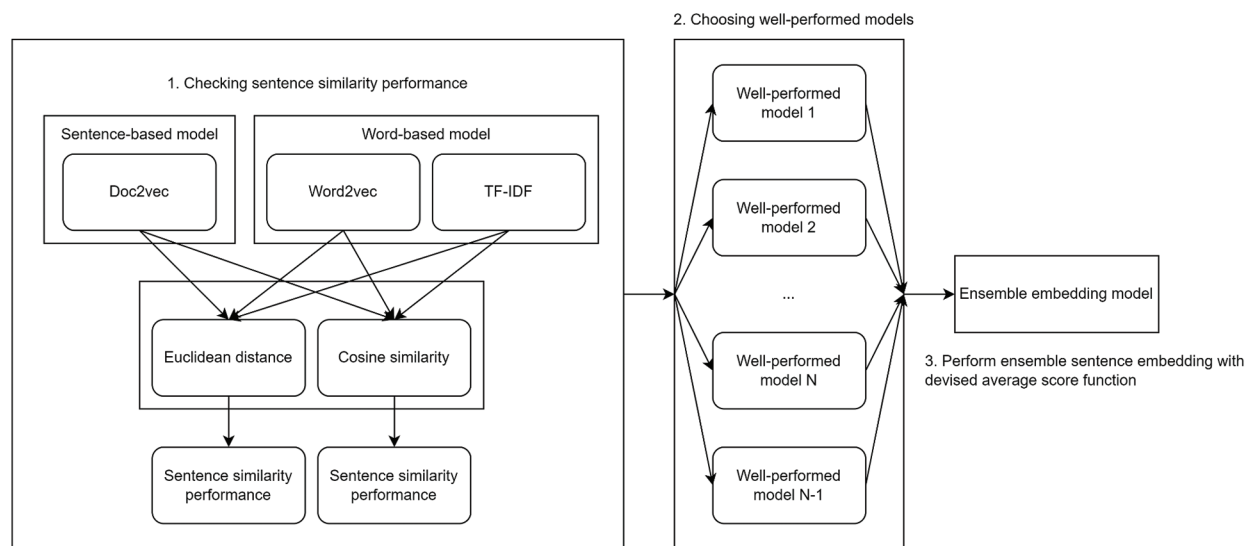 1. Checking sentence similarity performance
Sentence-based model
Word-based model
Doc2vec
Word2vec
TF-IDF
Euclidean distance
Cosine similarity
Sentence similarity
performance
Sentence similarity
performance
2. Choosing well-performed models
Well-performed
model 1
Well-performed
model 2
...
Well-performed
model N
Well-performed
model N-1
Ensemble embedding model
3. Perform ensemble sentence embedding with
devised average score function